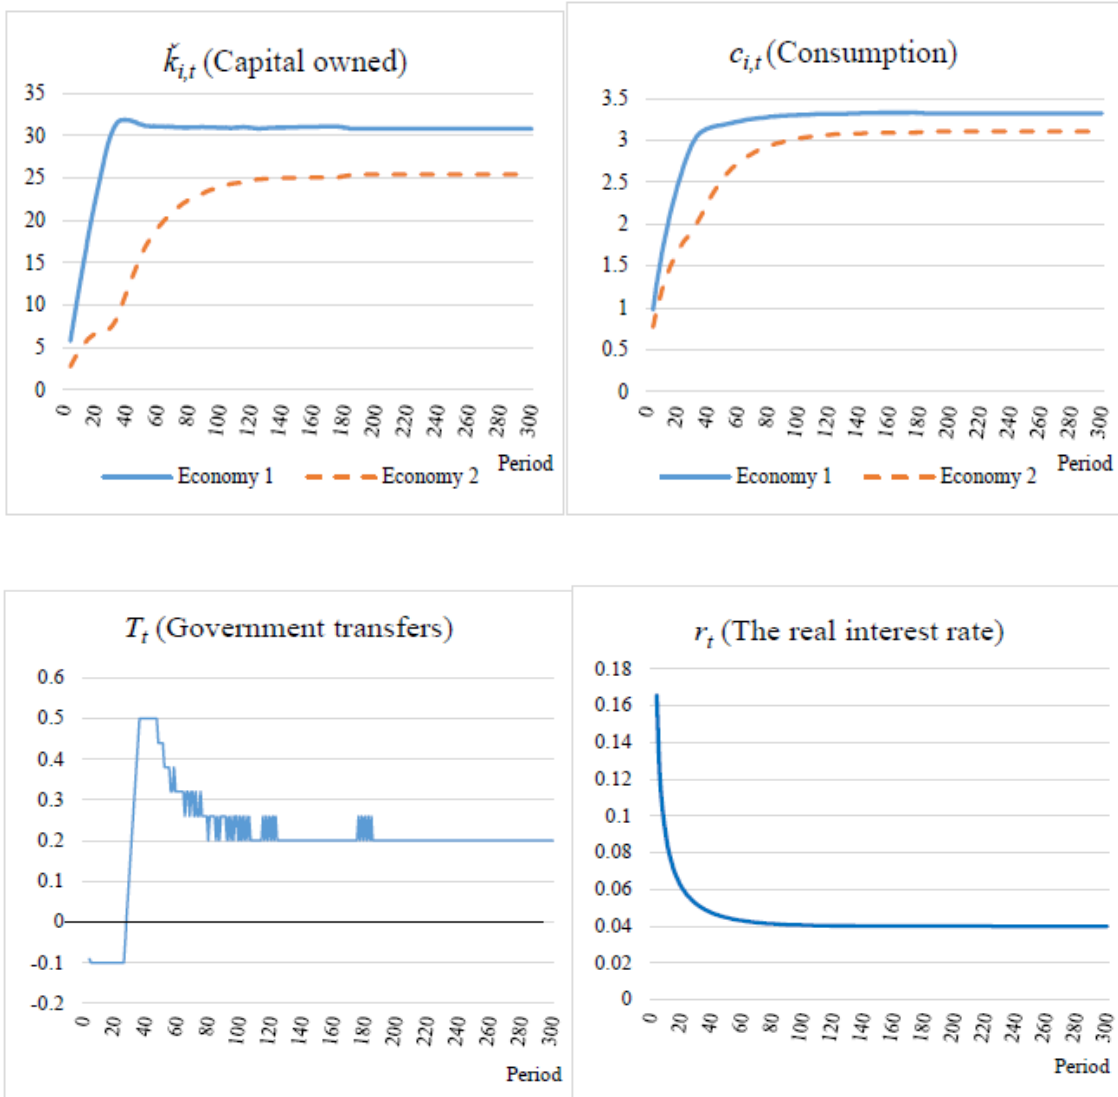 ǩi,t (Capital owned)
35
30
25
20
15
10
5
0
0 20 40 60 80 100 120 140 160 180 200 220 240 260 280 300
Period
Economy 1 Economy 2
ci,t (Consumption)
3.5
3
2.5
2
1.5
1
0.5
0
0 20 40 60 80 100 120 140 160 180 200 220 240 260 280 300
Period
Economy 1 Economy 2
Tt (Government transfers)
0.6
0.5
0.4
0.3
0.2
0.1
0
-0.1
-0.2
0 20 40 60 80 100 120 140 160 180 200 220 240 260 280 300
Period
rt (The real interest rate)
0.18
0.16
0.14
0.12
0.1
0.08
0.06
0.04
0.02
0
0 20 40 60 80 100 120 140 160 180 200 220 240 260 280 300
Period